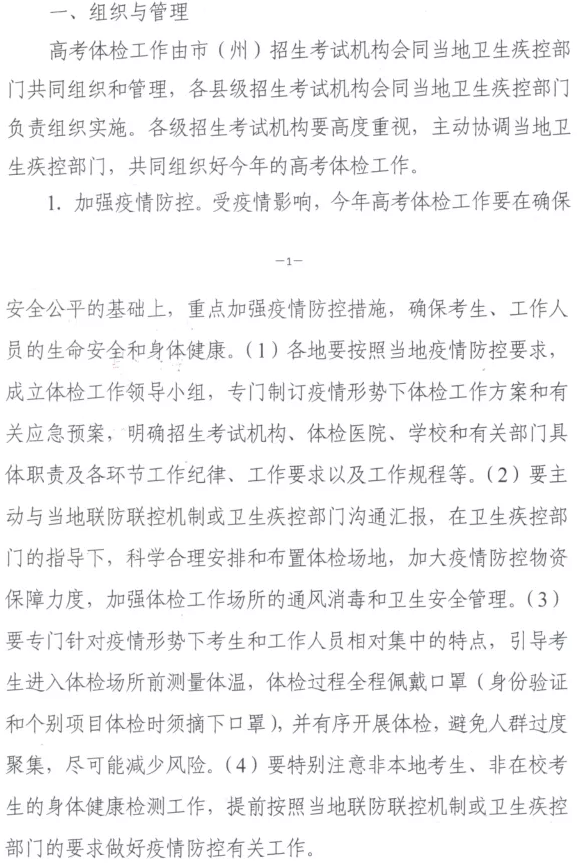 一、组织与管理
高考体检工作由市（州）招生考试机构会同当地卫生疾控部
门共同组织和管理，各县级招生考试机构会同当地卫生疾控部门
负责组织实施。各级招生考试机构要高度重视，主动协调当地卫
生疾控部门，共同组织好今年的高考体检工作。
1. 加强疫情防控。受疫情影响，今年高考体检工作要在确保
—1—
安全公平的基础上，重点加强疫情防控措施，确保考生、工作人
员的生命安全和身体健康。（1）各地要按照当地疫情防控要求，
成立体检工作领导小组，专门制订疫情形势下体检工作方案和有
关应急预案，明确招生考试机构、体检医院、学校和有关部门具
体职责及各环节工作纪律、工作要求以及工作规程等。（2）要主
动与当地联防联控机制或卫生疾控部门沟通汇报，在卫生疾控部
门的指导下，科学合理安排和布置体检场地，加大疫情防控物资
保障力度，加强体检工作场所的通风消毒和卫生安全管理。（3）
要专门针对疫情形势下考生和工作人员相对集中的特点，引导考
生进入体检场所前测量体温，体检过程全程佩戴口罩（身份验证
和个别项目体检时须摘下口罩），并有序开展体检，避免人群过度
聚集，尽可能减少风险。（4）要特别注意非本地考生、非在校考
生的身体健康检测工作，提前按照当地联防联控机制或卫生疾控
部门的要求做好疫情防控有关工作。